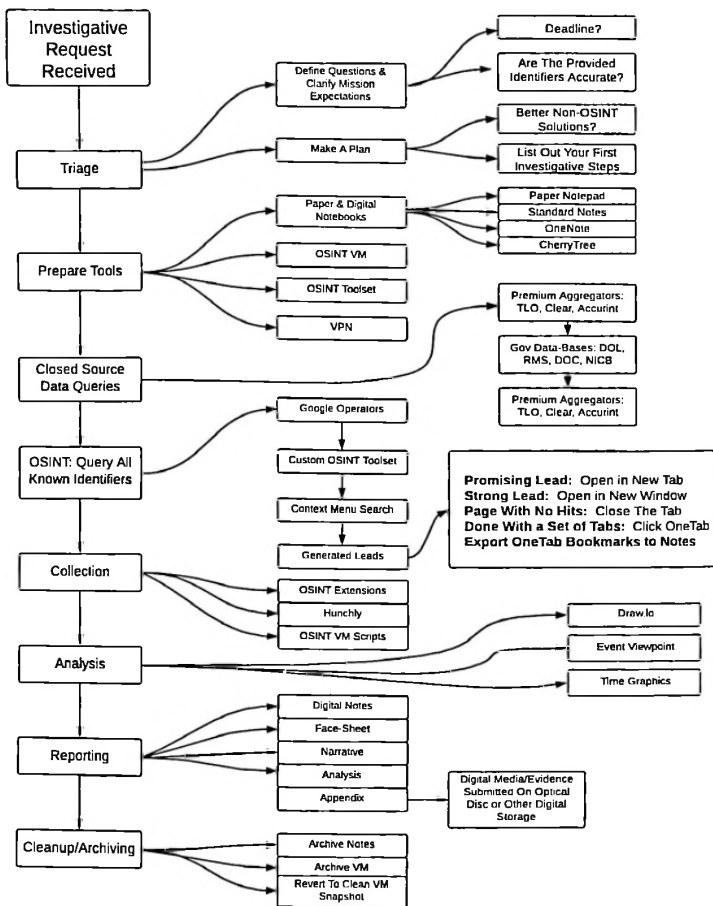 Investigative
Request
Received
Deadline?
Define Questions &
Clarify Mission
Expectations
Are The Provided
Identifiers Accurate?
Better Non-OSINT
Solutions?
Make A Plan
List Out Your First
Investigative Steps
Triage
Paper & Digital
Notebooks
Paper Notepad
Standard Notes
OneNote
CherryTree
OSINT VM
Prepare Tools
OSINT Toolset
VPN
Premium Aggregators:
TLO, Clear, Accurint
Gov Data-Bases: DOL,
RMS, DOC, NICB
Premium Aggregators:
TLO, Clear, Accurint
Closed Source
Data Queries
Google Operators
OSINT: Query All
Known Identifiers
Custom OSINT Toolset
Context Menu Search
Generated Leads
Promising Lead: Open in New Tab
Strong Lead: Open in New Window
Page With No Hits: Close The Tab
Done With a Set of Tabs: Click OneTab
Export OneTab Bookmarks to Notes
Collection
OSINT Extensions
Hunchly
OSINT VM Scripts
Draw.Io
Event Viewpoint
Time Graphics
Analysis
Digital Notes
Face-Sheet
Reporting
Narrative
Analysis
Appendix
Digital Media/Evidence
Submitted On Optical
Disc or Other Digital
Storage
Cleanup/Archiving
Archive Notes
Archive VM
Revert To Clean VM
Snapshot